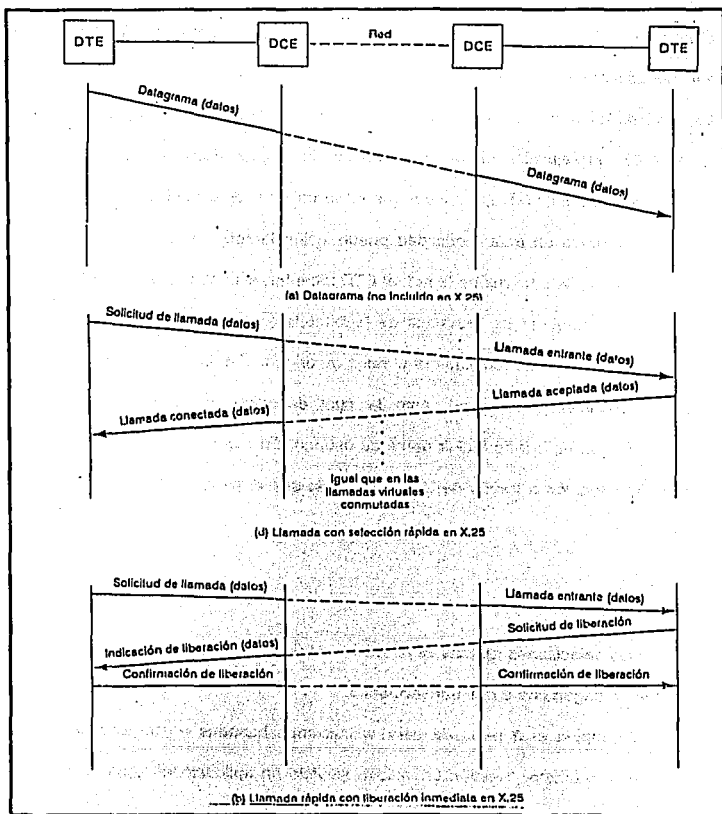 DTE DCE Red DCE DTE
Datagrama (datos)
Datagrama (datos)
(a) Datagrama (no incluido en X.25)
Solicitud de llamada (datos)
Llamada entrante (datos)
Llamada aceptada (datos)
Llamada conectada (datos)
Igual que en las
llamadas virtuales
conmutadas
(d) Llamada con selección rápida en X.25
Solicitud de llamada (datos)
Llamada entrante (datos)
Solicitud de liberación
Indicación de liberación (datos)
Confirmación de liberación Confirmación de liberación
(b) Llamada rápida con liberación inmediata en X.25